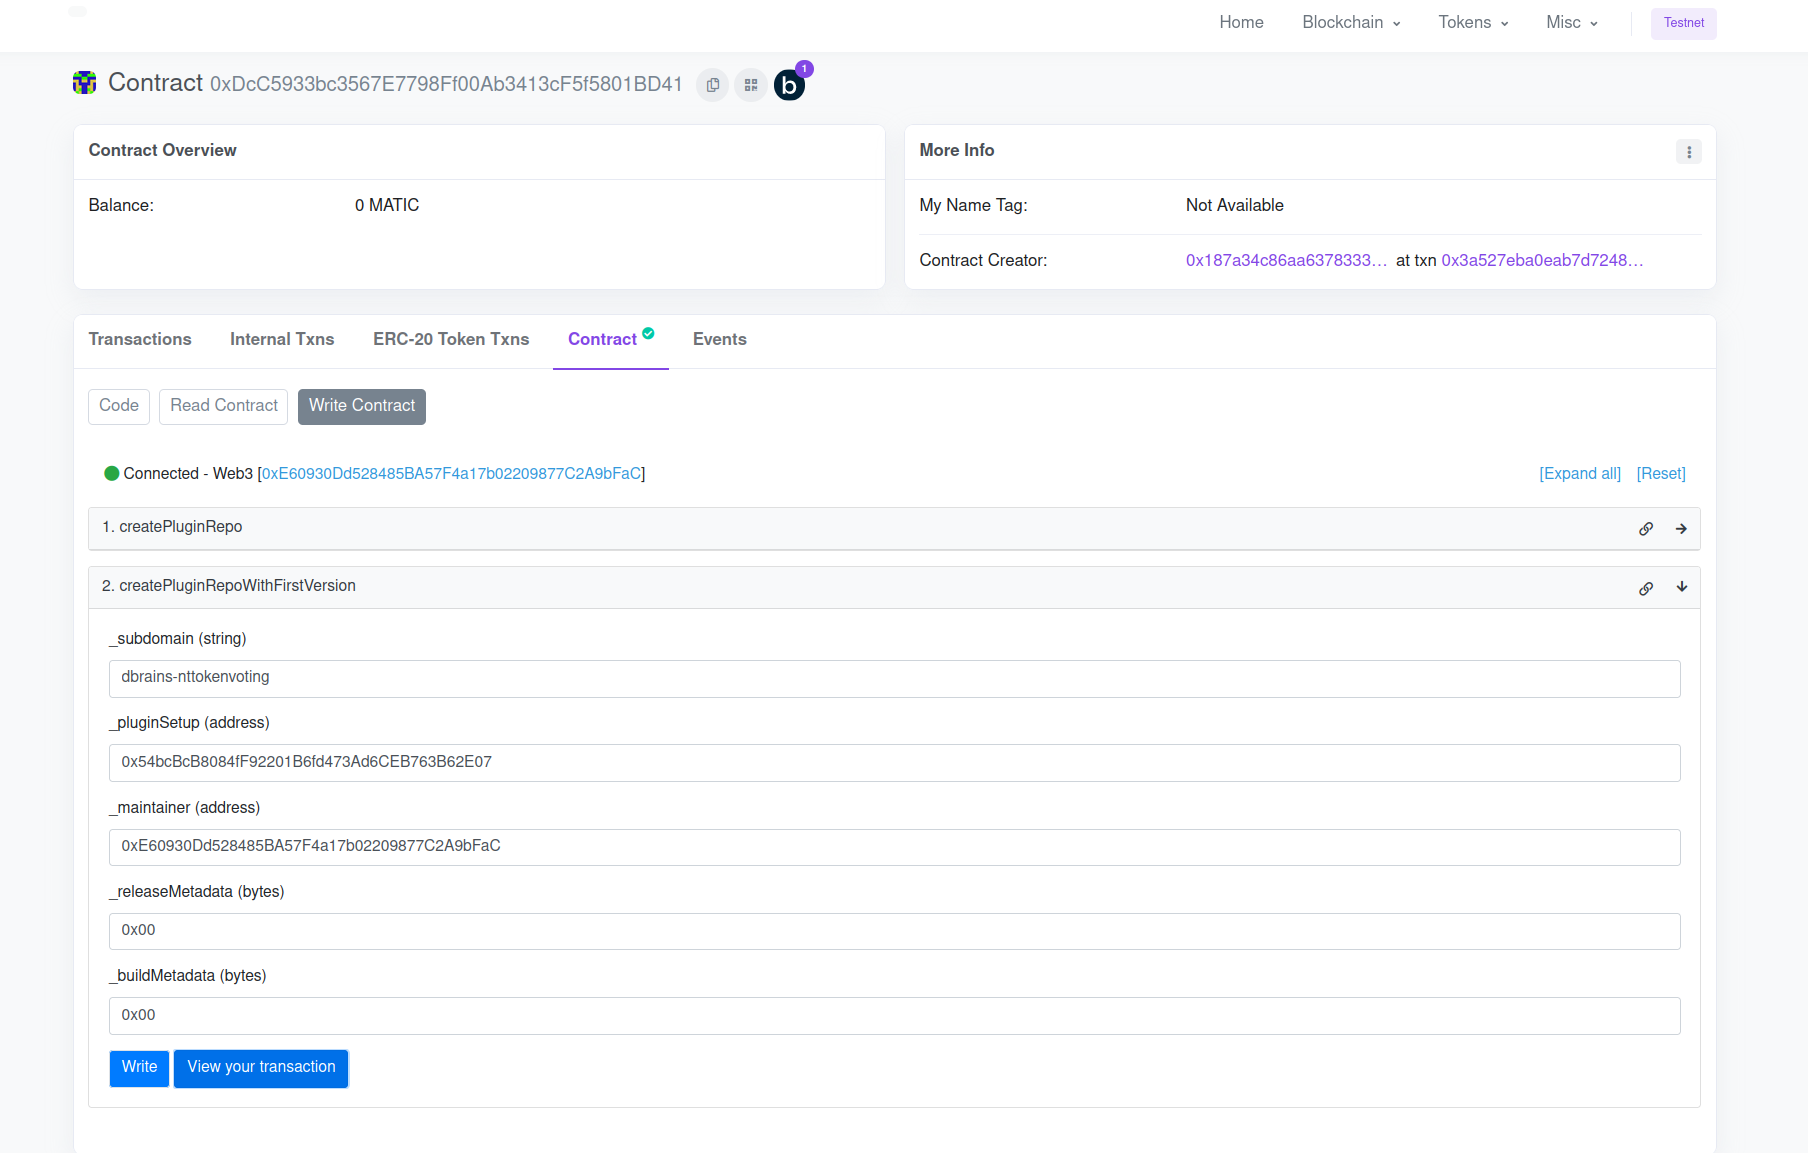 Home Blockchain Tokens Misc Testnet
Contract 0xDcC5933bc3567E7798Ff00Ab3413cF5f5801BD41 b 1
Contract Overview
Balance: 0 MATIC
More Info
My Name Tag: Not Available
Contract Creator: 0x187a34c86aa6378333... at txn 0x3a527eba0eab7d7248...
Transactions Internal Txns ERC-20 Token Txns Contract Events
Code Read Contract Write Contract
Connected - Web3 [0xE60930Dd528485BA57F4a17b02209877C2A9bFaC] [Expand all] [Reset]
1. createPluginRepo
2. createPluginRepoWithFirstVersion
_subdomain (string)
dbrains-nttokenvoting
_pluginSetup (address)
0x54bcBcB8084fF92201B6fd473Ad6CEB763B62E07
_maintainer (address)
0xE60930Dd528485BA57F4a17b02209877C2A9bFaC
_releaseMetadata (bytes)
0x00
_buildMetadata (bytes)
0x00
Write View your transaction